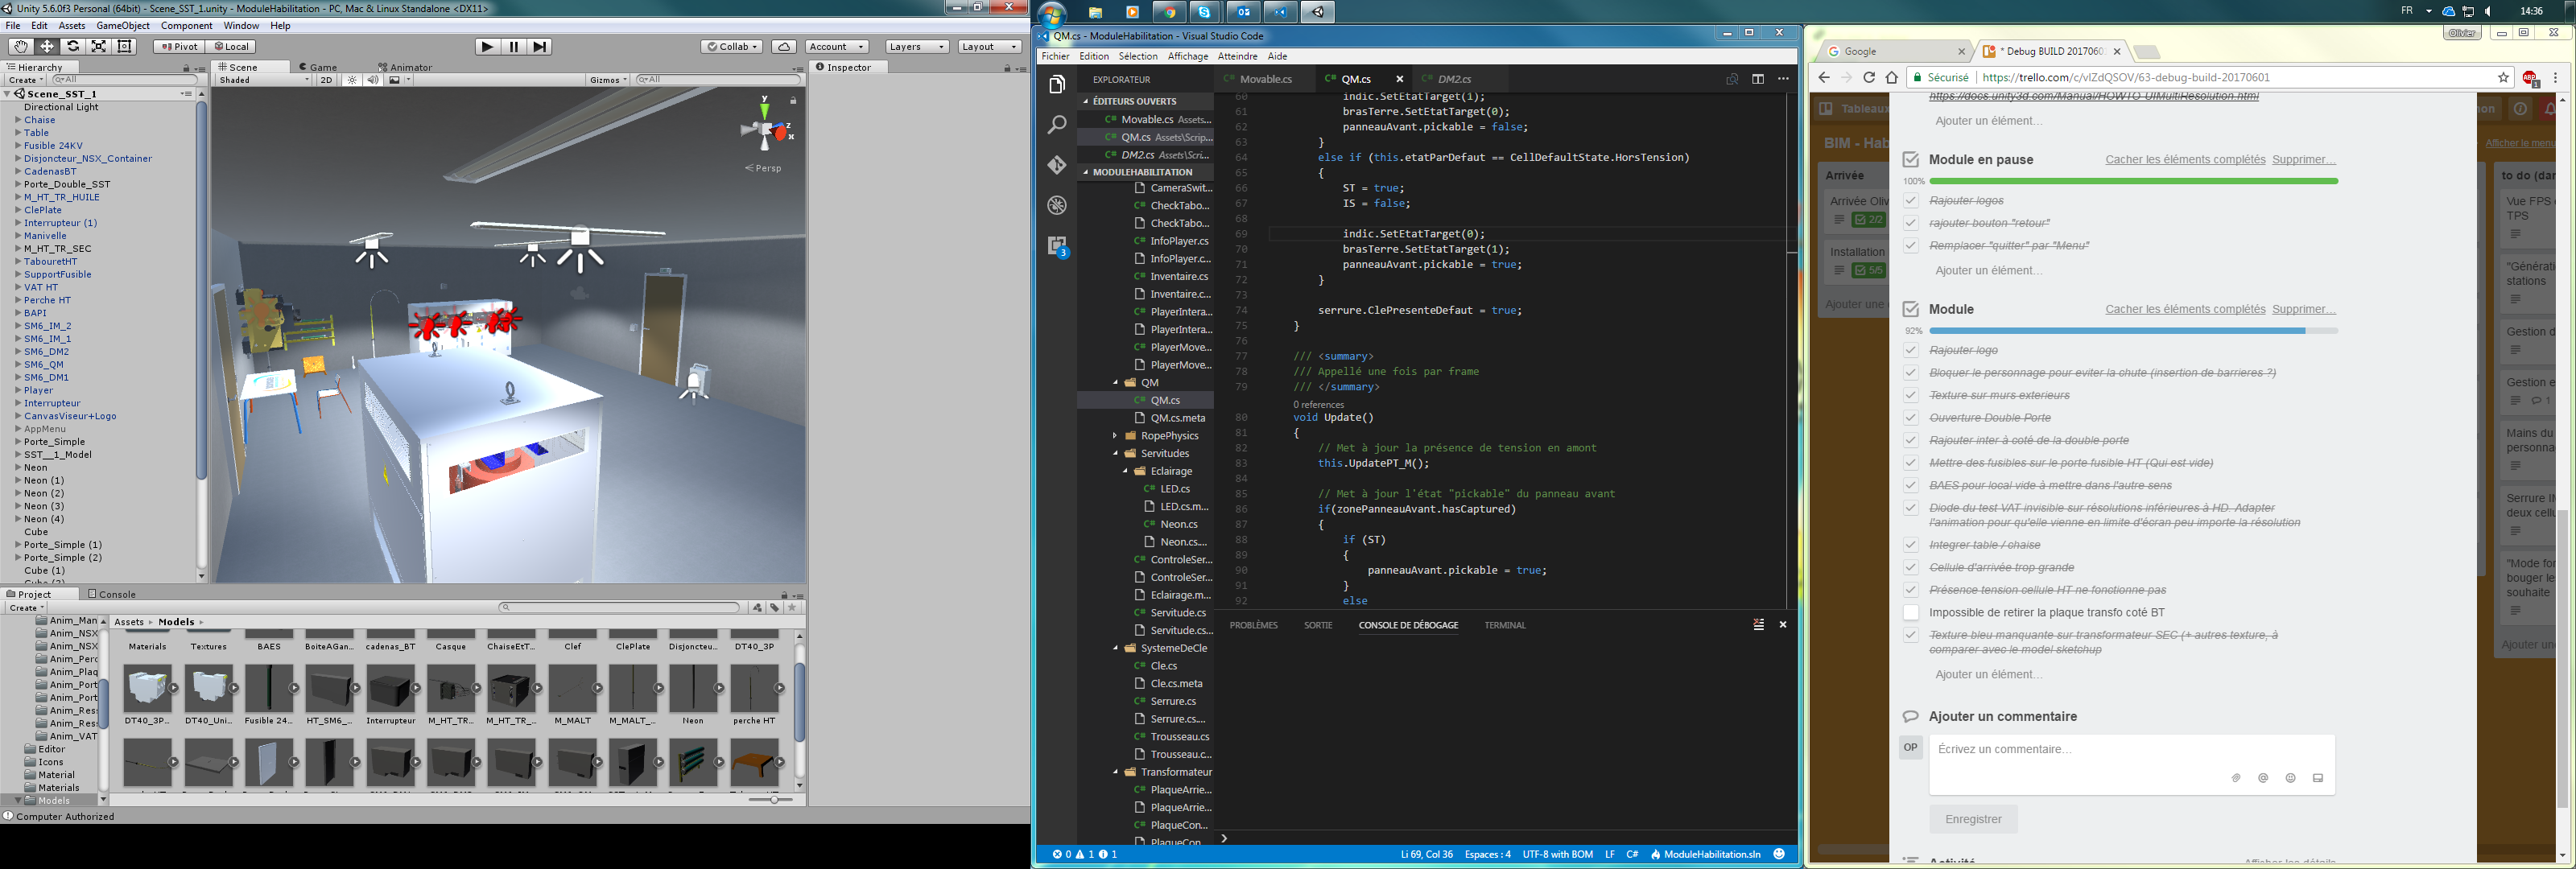 Unity 5.6.0f3 Personal (64bit) - Scene_SST_1.unity - ModuleHabilitation - PC, Mac & Linux Standalone <DX11>
File Edit Assets GameObject Component Window Help
Pivot Local
Collab Account Layers Layout
Hierarchy
Create All
Scene_SST_1
Directional Light
Chaise
Table
Fusible 24KV
Disjoncteur_NSX_Container
CadenasBT
Porte_Double_SST
M_HT_TR_HUILE
ClePlate
Interrupteur (1)
Manivelle
M_HT_TR_SEC
TabouretHT
SupportFusible
VAT HT
Perche HT
BAPI
SM6_IM_2
SM6_IM_1
SM6_DM2
SM6_QM
SM6_DM1
Player
Interrupteur
CanvasViseur+Logo
AppMenu
Porte_Simple
SST__1_Model
Neon
Neon (1)
Neon (2)
Neon (3)
Neon (4)
Cube
Porte_Simple (1)
Porte_Simple (2)
Cube (1)
Scene Game Animator
Shaded 2D Gizmos All
y
z
Persp
Inspector
Project Console
Create
Anim_Man
Anim_NSX
Anim_NSX
Anim_Perc
Anim_Plaq
Anim_Port
Anim_Port
Anim_Ress
Anim_Ress
Anim_VAT
Editor
Icons
Material
Materials
Models
Assets Models
Materials Textures BAES BoiteAGan... cadenas_BT Casque ChaiseEtT... Clef ClePlate Disjoncteu... DT40_3P
DT40_3P... DT40_Uni... Fusible 24... HT_SM6_... Interrupteur M_HT_TR... M_HT_TR_... M_MALT M_MALT_... Neon perche HT
Computer Authorized
FR 14:36
QM.cs - ModuleHabilitation - Visual Studio Code
Fichier Edition Sélection Affichage Atteindre Aide
EXPLORATEUR
ÉDITEURS OUVERTS
Movable.cs Assets...
QM.cs Assets\Scrip...
DM2.cs Assets\Scri...
MODULEHABILITATION
CameraSwit...
CheckTabo...
CheckTabo...
InfoPlayer.cs
InfoPlayer.c...
Inventaire.cs
Inventaire.c...
PlayerIntera...
PlayerIntera...
PlayerMove...
PlayerMove...
QM
QM.cs
QM.cs.meta
RopePhysics
Servitudes
Eclairage
LED.cs
LED.cs.m...
Neon.cs
Neon.cs....
ControleSer...
ControleSer...
Eclairage.m...
Servitude.cs
Servitude.cs...
SystemeDeCle
Cle.cs
Cle.cs.meta
Serrure.cs
Serrure.cs....
Trousseau.cs
Trousseau.c...
Transformateur
PlaqueArrie...
PlaqueArrie...
PlaqueCon...
PlaqueCon...
3
Movable.cs QM.cs DM2.cs
60 indic.SetEtatTarget(1);
61 brasTerre.SetEtatTarget(0);
62 panneauAvant.pickable = false;
63 }
64 else if (this.etatParDefaut == CellDefaultState.HorsTension)
65 {
66 ST = true;
67 IS = false;
68
69 indic.SetEtatTarget(0);
70 brasTerre.SetEtatTarget(1);
71 panneauAvant.pickable = true;
72 }
73
74 serrure.ClePresenteDefaut = true;
75 }
76
77 /// <summary>
78 /// Appellé une fois par frame
79 /// </summary>
0 references
80 void Update()
81 {
82 // Met à jour la présence de tension en amont
83 this.UpdatePT_M();
84
85 // Met à jour l'état "pickable" du panneau avant
86 if(zonePanneauAvant.hasCaptured)
87 {
88 if (ST)
89 {
90 panneauAvant.pickable = true;
91 }
92 else
PROBLÈMES SORTIE CONSOLE DE DÉBOGAGE TERMINAL
0 1 1 Li 69, Col 36 Espaces : 4 UTF-8 with BOM LF C# ModuleHabilitation.sln
Olivier
Google * Debug BUILD 2017060
Sécurisé https://trello.com/c/vIZdQSOV/63-debug-build-20170601
Tableaux
BIM - Hab
Afficher le menu
Arrivée
Arrivée Oliv
2/2
Installation
5/5
Ajouter une c
https://docs.unity3d.com/Manual/HOWTO-UIMultiResolution.html
Ajouter un élément…
Module en pause Cacher les éléments complétés Supprimer…
100%
Rajouter logos
rajouter bouton "retour"
Remplacer "quitter" par "Menu"
Ajouter un élément…
Module Cacher les éléments complétés Supprimer…
92%
Rajouter logo
Bloquer le personnage pour eviter la chute (insertion de barrieres ?)
Texture sur murs exterieurs
Ouverture Double Porte
Rajouter inter à coté de la double porte
Mettre des fusibles sur le porte fusible HT (Qui est vide)
BAES pour local vide à mettre dans l'autre sens
Diode du test VAT invisible sur résolutions inférieures à HD. Adapter
l'animation pour qu'elle vienne en limite d'écran peu importe la résolution
Integrer table / chaise
Cellule d'arrivée trop grande
Présence tension cellule HT ne fonctionne pas
Impossible de retirer la plaque transfo coté BT
Texture bleu manquante sur transformateur SEC (+ autres texture, à
comparer avec le model sketchup
Ajouter un élément…
Ajouter un commentaire
OP
Écrivez un commentaire…
Enregistrer
Activité Afficher les détails
to do (dan
Vue FPS e
TPS
"Générati
stations
Gestion d
Gestion e
1
Mains du
personna
Serrure IM
deux cellu
"Mode for
bouger le
souhaite
Ajouter une